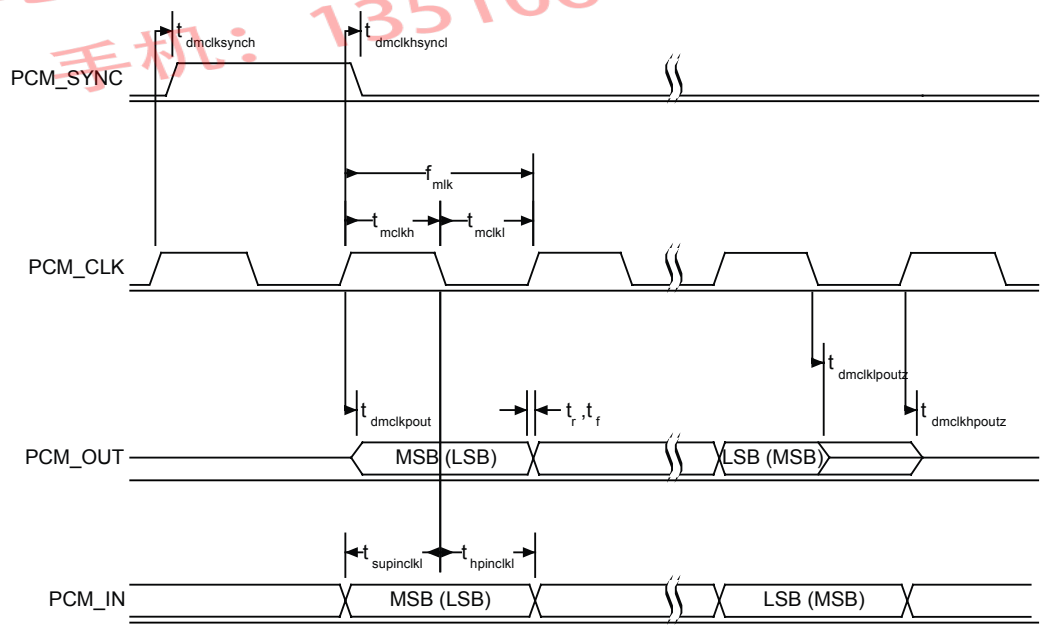 手机：135108
t dmclksynch
t dmclkhsyncl
PCM_SYNC
f mlk
t mclkh
t mclkl
PCM_CLK
t dmclklpoutz
t dmclkpout
t r ,t f
t dmclkhpoutz
PCM_OUT
MSB (LSB)
LSB (MSB)
t supinclkl
t hpinclkl
PCM_IN
MSB (LSB)
LSB (MSB)